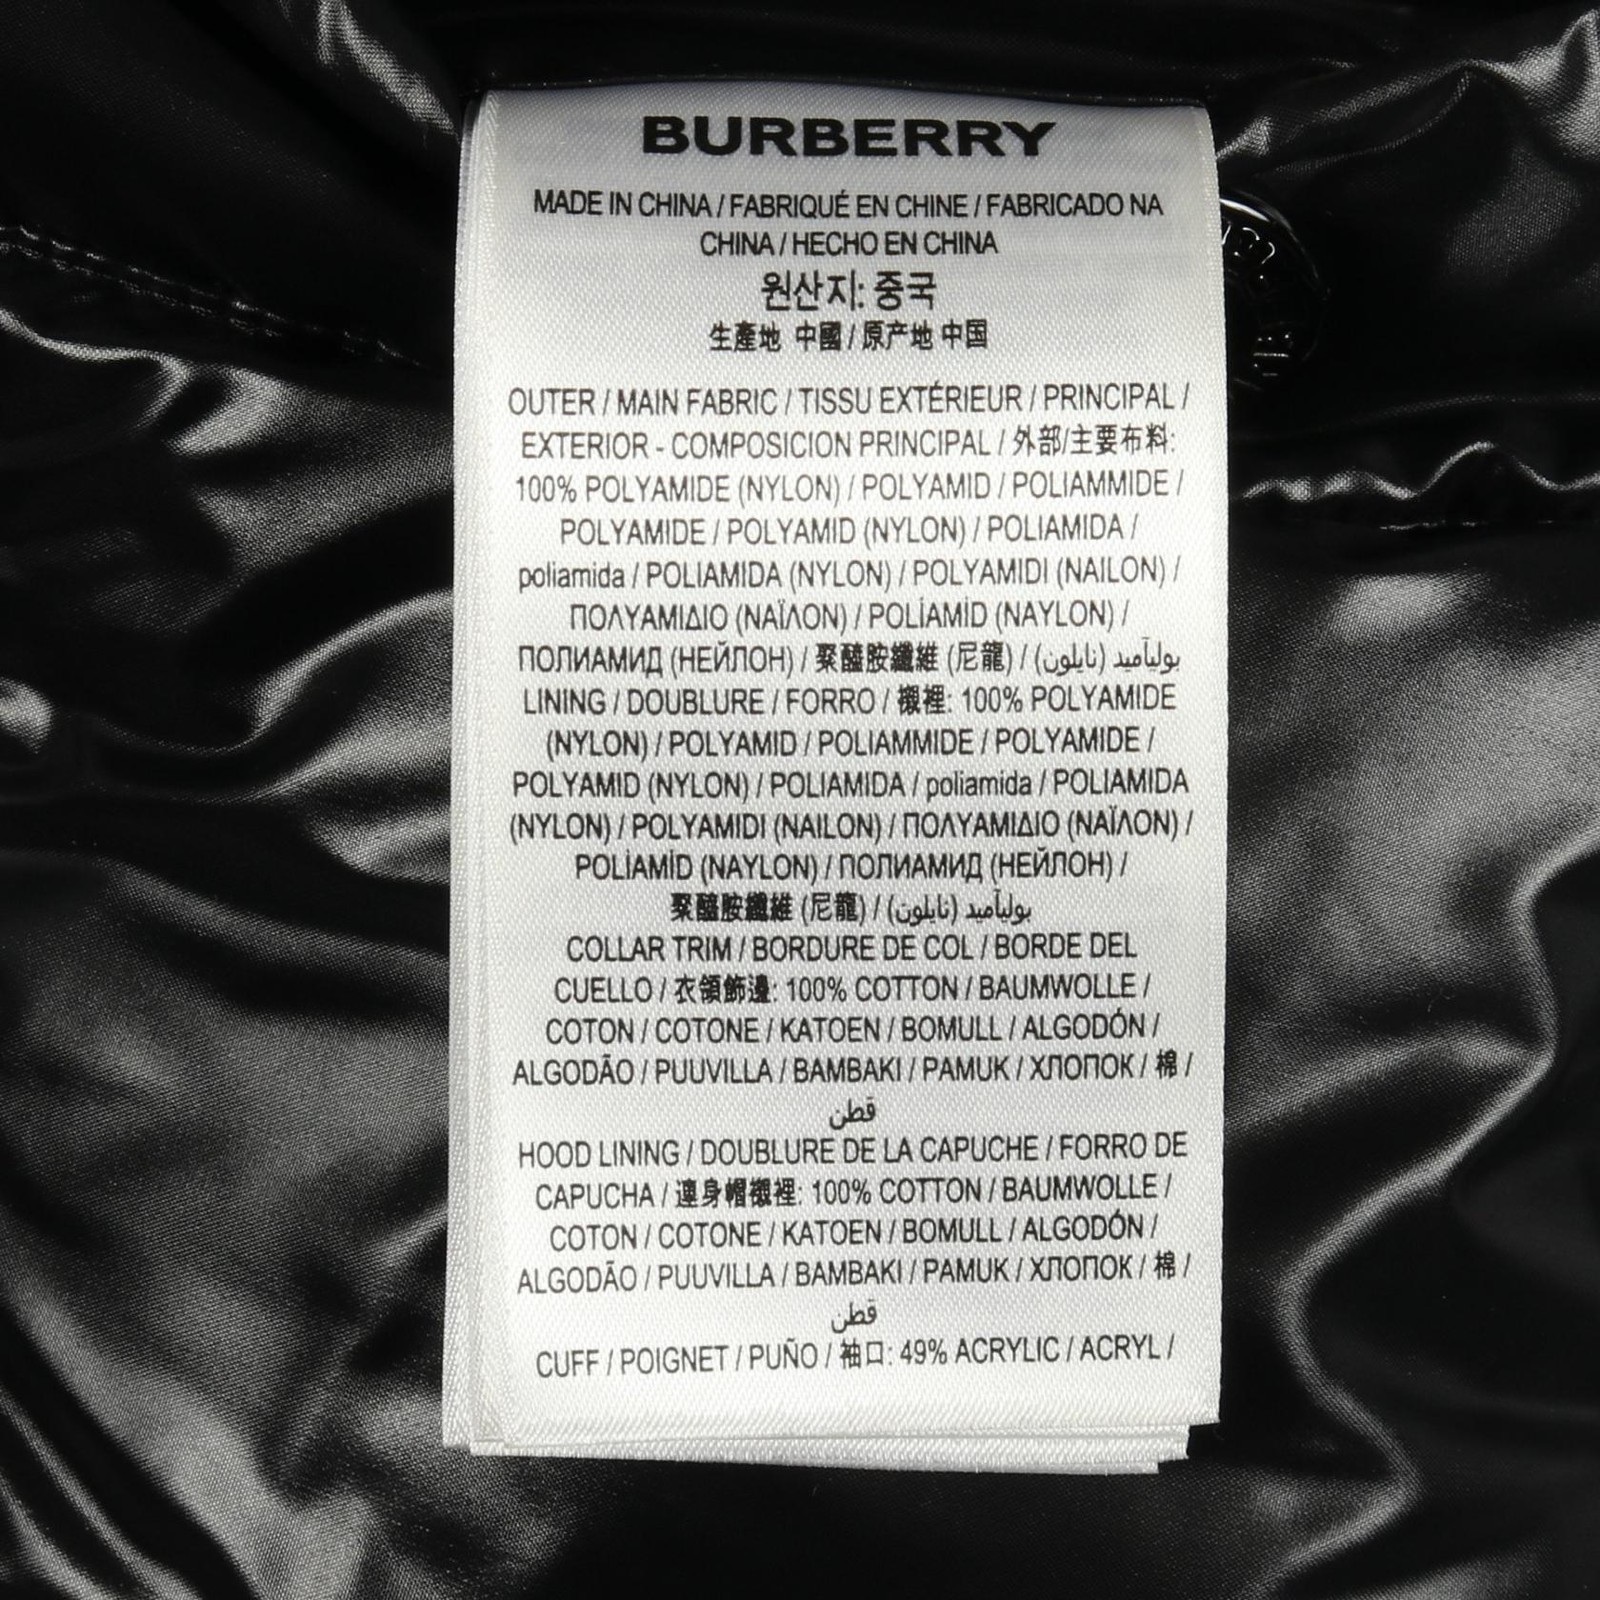 BURBERRY
MADE IN CHINA / FABRIQUÉ EN CHINE / FABRICADO NA
CHINA / HECHO EN CHINA
원산지: 중국
生產地 中國 / 原产地 中国
OUTER / MAIN FABRIC / TISSU EXTÉRIEUR / PRINCIPAL /
EXTERIOR - COMPOSICION PRINCIPAL / 外部/主要布料:
100% POLYAMIDE (NYLON) / POLYAMID / POLIAMMIDE /
POLYAMIDE / POLYAMID (NYLON) / POLIAMIDA /
poliamida / POLIAMIDA (NYLON) / POLYAMIDI (NAILON) /
ΠΟΛΥΑΜΙΔΙΟ (ΝΑΪΛΟΝ) / POLİAMİD (NAYLON) /
ПОЛИАМИД (НЕЙЛОН) / 聚醯胺纖維 (尼龍) / بوليآميد (نايلون)
LINING / DOUBLURE / FORRO / 襯裡: 100% POLYAMIDE
(NYLON) / POLYAMID / POLIAMMIDE / POLYAMIDE /
POLYAMID (NYLON) / POLIAMIDA / poliamida / POLIAMIDA
(NYLON) / POLYAMIDI (NAILON) / ΠΟΛΥΑΜΙΔΙΟ (ΝΑΪΛΟΝ) /
POLİAMİD (NAYLON) / ПОЛИАМИД (НЕЙЛОН) /
聚醯胺纖維 (尼龍) / بوليآميد (نايلون)
COLLAR TRIM / BORDURE DE COL / BORDE DEL
CUELLO / 衣領飾邊: 100% COTTON / BAUMWOLLE /
COTON / COTONE / KATOEN / BOMULL / ALGODÓN /
ALGODÃO / PUUVILLA / BAMBAKI / PAMUK / ХЛОПОК / 棉 /
قطن
HOOD LINING / DOUBLURE DE LA CAPUCHE / FORRO DE
CAPUCHA / 連身帽襯裡: 100% COTTON / BAUMWOLLE /
COTON / COTONE / KATOEN / BOMULL / ALGODÓN /
ALGODÃO / PUUVILLA / BAMBAKI / PAMUK / ХЛОПОК / 棉 /
قطن
CUFF / POIGNET / PUÑO / 袖口: 49% ACRYLIC / ACRYL /